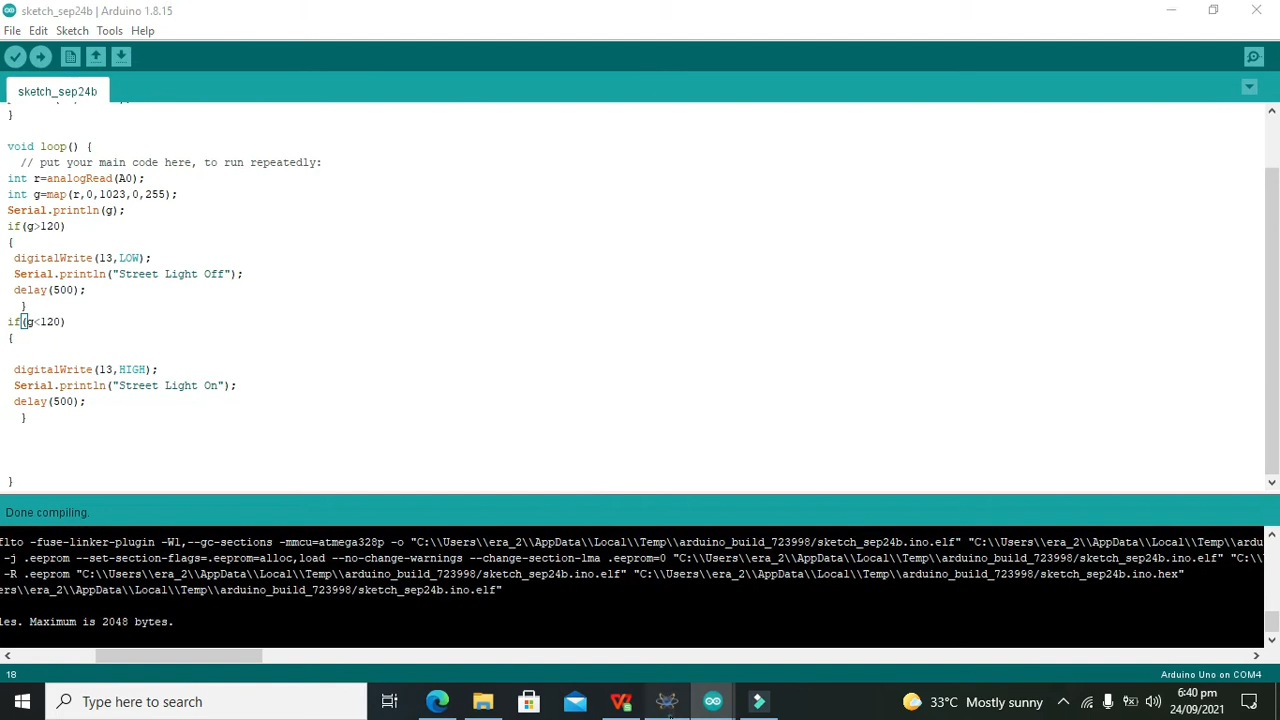 sketch_sep24b | Arduino 1.8.15
File Edit Sketch Tools Help
sketch_sep24b
}
void loop() {
// put your main code here, to run repeatedly:
int r=analogRead(A0);
int g=map(r,0,1023,0,255);
Serial.println(g);
if(g>120)
{
digitalWrite(13,LOW);
Serial.println("Street Light Off");
delay(500);
}
if(g<120)
{
digitalWrite(13,HIGH);
Serial.println("Street Light On");
delay(500);
}
}
Done compiling.
flto -fuse-linker-plugin -Wl,--gc-sections -mmcu=atmega328p -o "C:\\Users\\era_2\\AppData\\Local\\Temp\\arduino_build_723998/sketch_sep24b.ino.elf" "C:\\Users\\era_2\\AppData\\Local\\Temp\\ardu
-j .eeprom --set-section-flags=.eeprom=alloc,load --no-change-warnings --change-section-lma .eeprom=0 "C:\\Users\\era_2\\AppData\\Local\\Temp\\arduino_build_723998/sketch_sep24b.ino.elf" "C:\\
-R .eeprom "C:\\Users\\era_2\\AppData\\Local\\Temp\\arduino_build_723998/sketch_sep24b.ino.elf" "C:\\Users\\era_2\\AppData\\Local\\Temp\\arduino_build_723998/sketch_sep24b.ino.hex"
ers\\era_2\\AppData\\Local\\Temp\\arduino_build_723998/sketch_sep24b.ino.elf"
les. Maximum is 2048 bytes.
18 Arduino Uno on COM4
Type here to search 33°C Mostly sunny 6:40 pm
24/09/2021